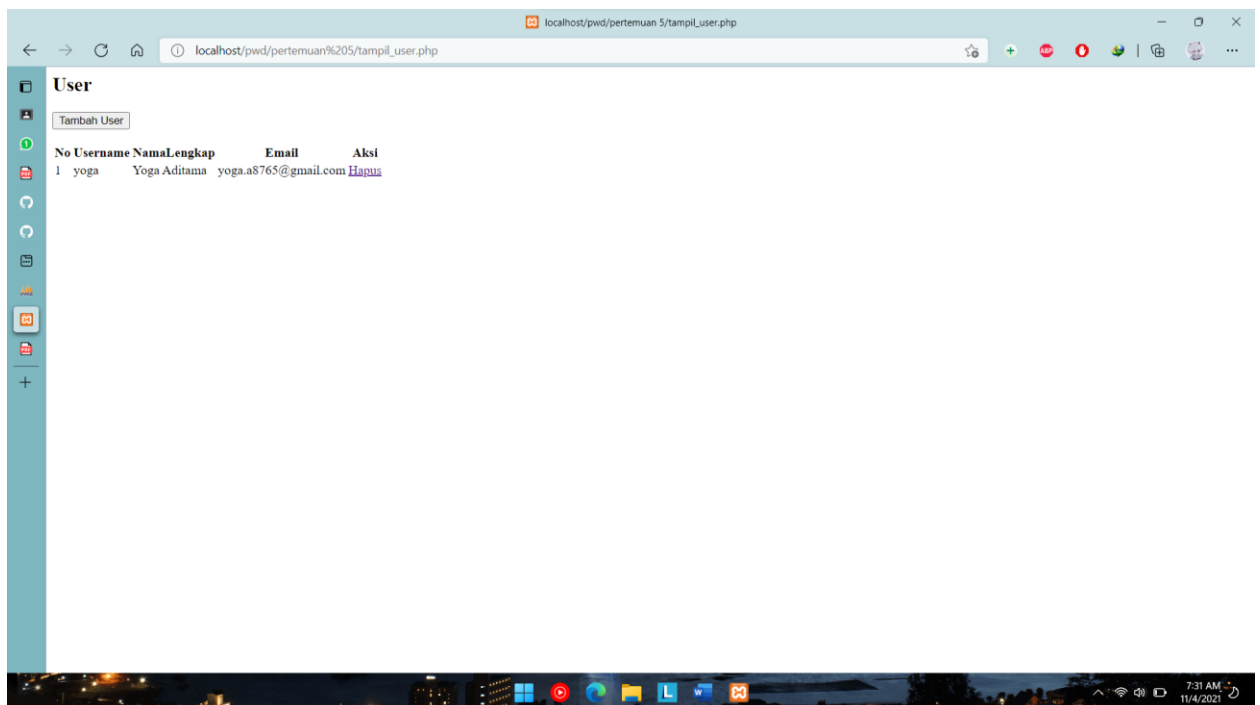 localhost/pwd/pertemuan 5/tampil_user.php
localhost/pwd/pertemuan%205/tampil_user.php
User
Tambah User
No Username NamaLengkap Email Aksi
1 yoga Yoga Aditama yoga.a8765@gmail.com Hapus
7:31 AM
11/4/2021